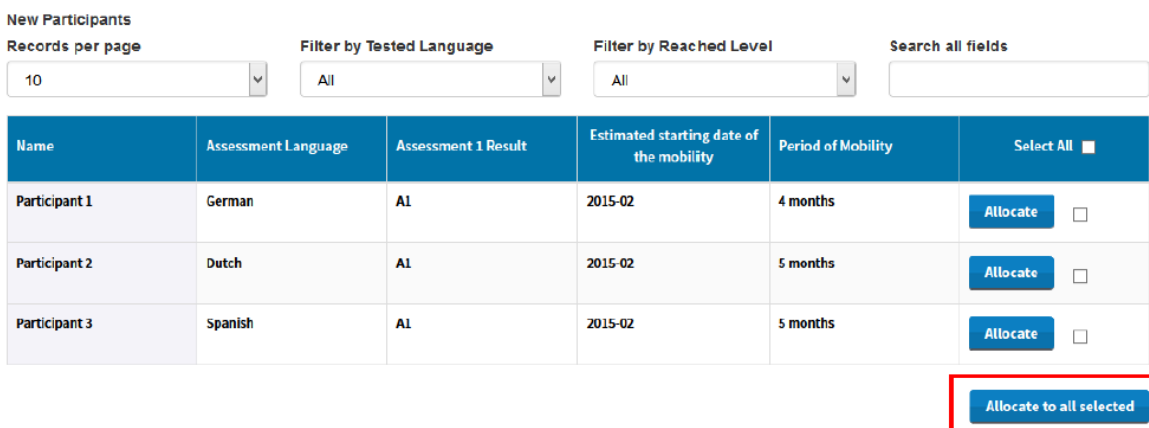 New Participants
Records per page Filter by Tested Language Filter by Reached Level Search all fields
10 All All
Name Assessment Language Assessment 1 Result Estimated starting date of the mobility Period of Mobility Select All
Participant 1 German A1 2015-02 4 months Allocate
Participant 2 Dutch A1 2015-02 5 months Allocate
Participant 3 Spanish A1 2015-02 5 months Allocate
Allocate to all selected